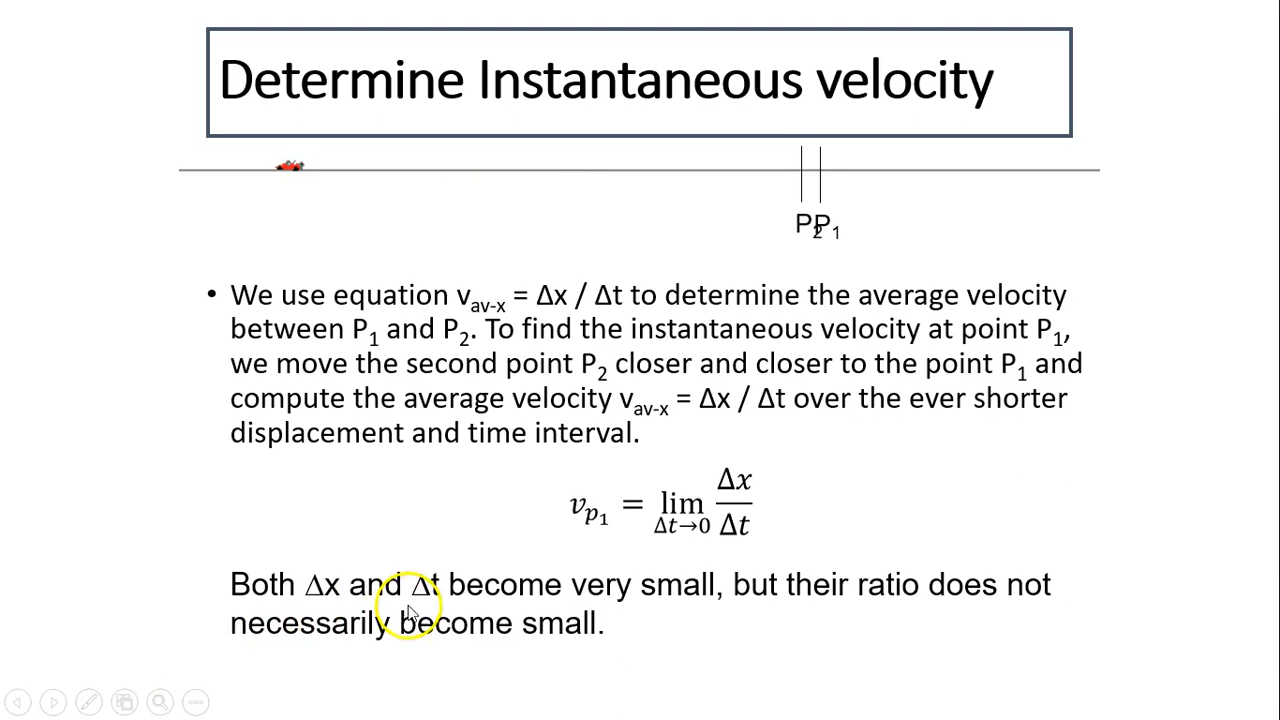 Determine Instantaneous velocity
P2P1
• We use equation vav-x = Δx / Δt to determine the average velocity
between P1 and P2. To find the instantaneous velocity at point P1,
we move the second point P2 closer and closer to the point P1 and
compute the average velocity vav-x = Δx / Δt over the ever shorter
displacement and time interval.
vp1 = lim Δt→0 Δx/Δt
Both Δx and Δt become very small, but their ratio does not
necessarily become small.